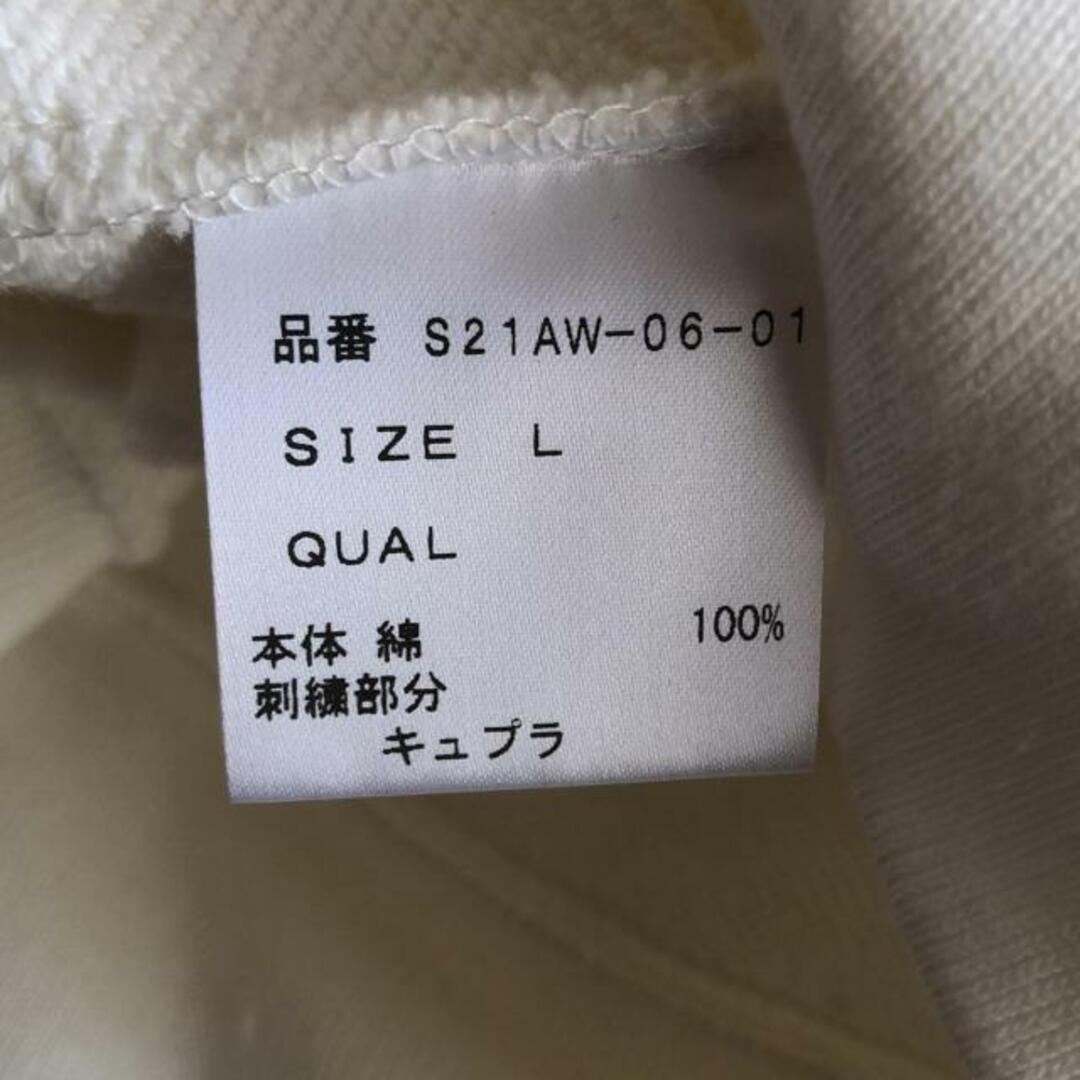 品番 S21AW-06-01
SIZE L
QUAL
本体 綿 100%
刺繍部分
キュプラ